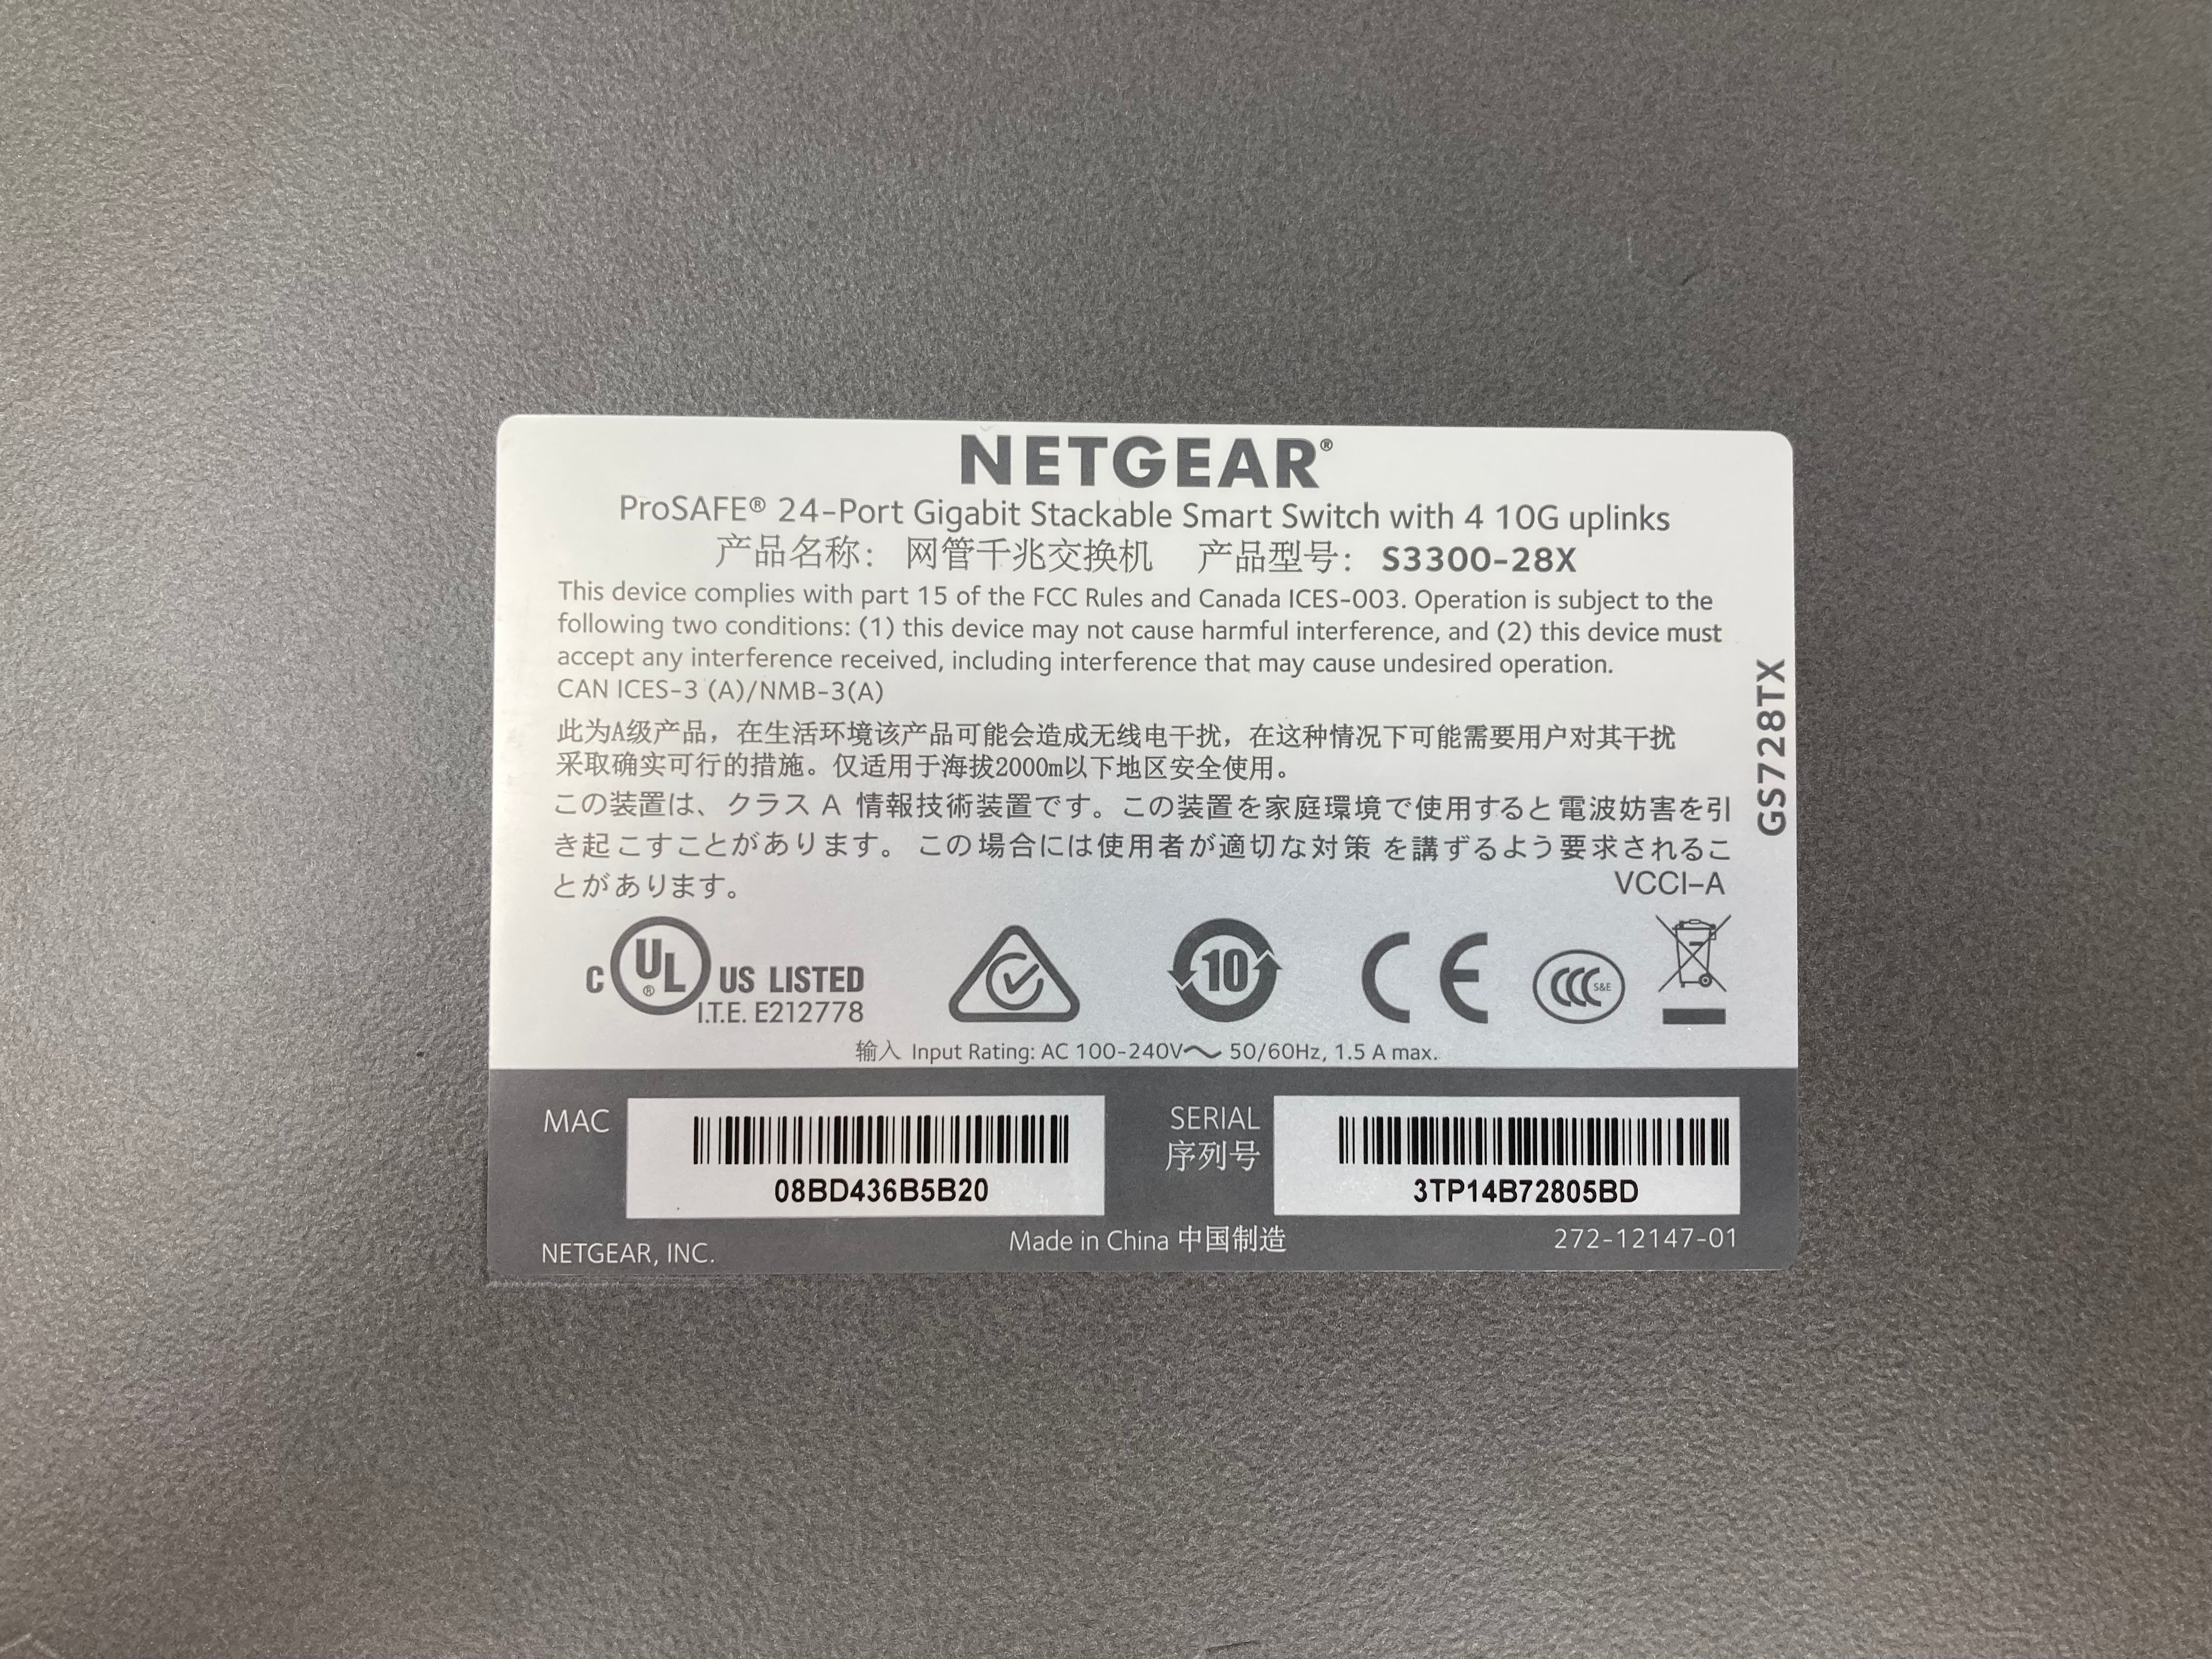 NETGEAR®
ProSAFE® 24-Port Gigabit Stackable Smart Switch with 4 10G uplinks
产品名称： 网管千兆交换机 产品型号： S3300-28X
This device complies with part 15 of the FCC Rules and Canada ICES-003. Operation is subject to the
following two conditions: (1) this device may not cause harmful interference, and (2) this device must
accept any interference received, including interference that may cause undesired operation.
CAN ICES-3 (A)/NMB-3(A)
此为A级产品，在生活环境该产品可能会造成无线电干扰，在这种情况下可能需要用户对其干扰
采取确实可行的措施。仅适用于海拔2000m以下地区安全使用。
この装置は、クラス A 情報技術装置です。この装置を家庭環境で使用すると電波妨害を引
き起こすことがあります。 この場合には使用者が適切な対策 を講ずるよう要求されるこ
とがあります。 VCCI-A
GS728TX
C UL® US LISTED
I.T.E. E212778
10
CE
CCC S&E
输入 Input Rating: AC 100-240V～ 50/60Hz, 1.5 A max.
MAC
08BD436B5B20
SERIAL
序列号
3TP14B72805BD
NETGEAR, INC.
Made in China 中国制造
272-12147-01